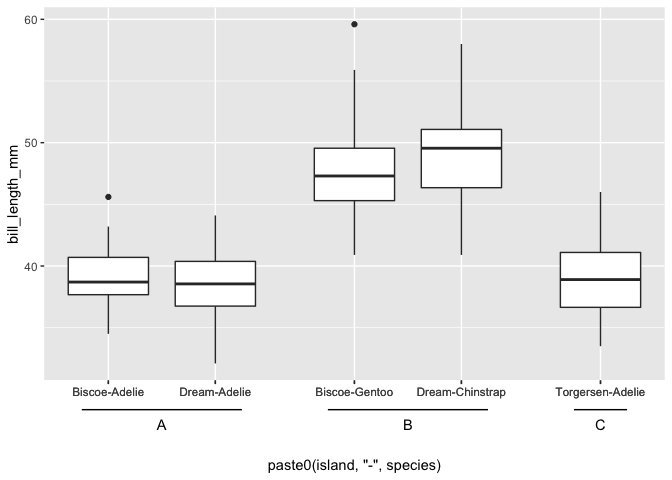 60
50
40
bill_length_mm
Biscoe-Adelie Dream-Adelie Biscoe-Gentoo Dream-Chinstrap Torgersen-Adelie
A B C
paste0(island, "-", species)